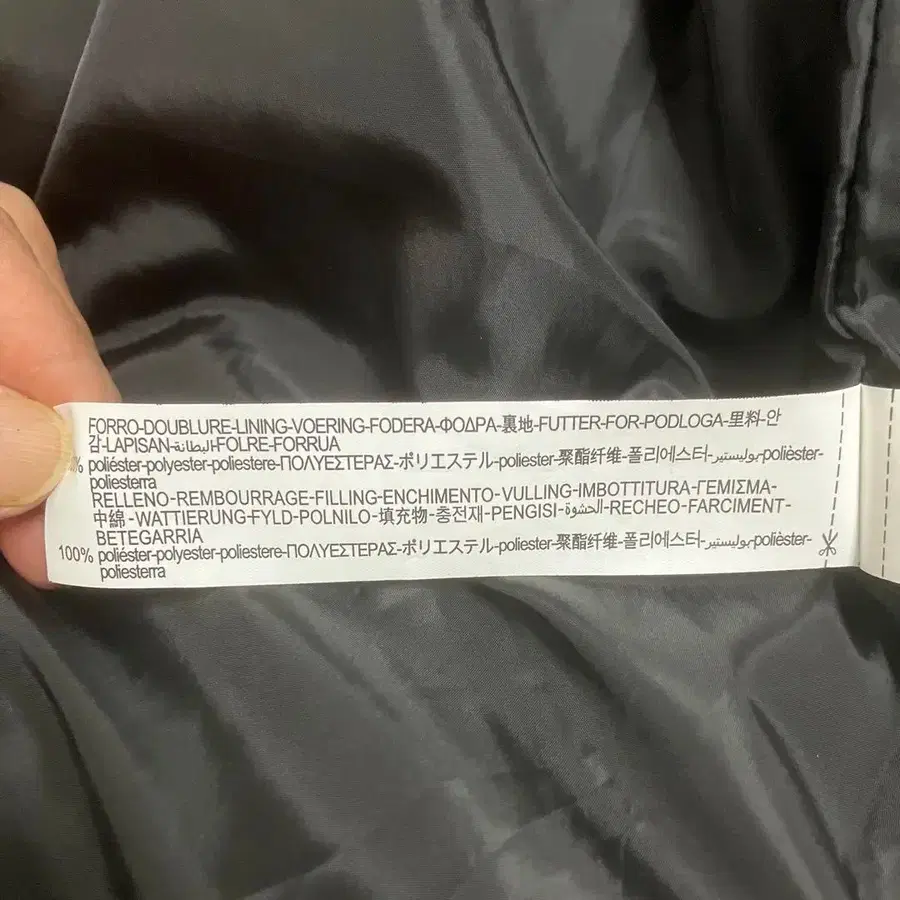 FORRO-DOUBLURE-LINING-VOERING-FODERA-ΦΟΔΡΑ-裏地-FUTTER-FOR-PODLOGA-里料-안
감-LAPISAN-البطانة-FOLRE-FORRUA
% poliéster-polyester-poliestere-ΠΟΛΥΕΣΤΕΡΑΣ-ポリエステル-poliester-聚酯纤维-폴리에스터-بوليستير-polièster-
poliesterra
RELLENO-REMBOURRAGE-FILLING-ENCHIMENTO-VULLING-IMBOTTITURA-ΓΕΜΙΣΜΑ-
中綿-WATTIERUNG-FYLD-POLNILO-填充物-충전재-PENGISI-الحشوة-RECHEO-FARCIMENT-
BETEGARRIA
100% poliéster-polyester-poliestere-ΠΟΛΥΕΣΤΕΡΑΣ-ポリエステル-poliester-聚酯纤维-폴리에스터-بوليستير-polièster-
poliesterra